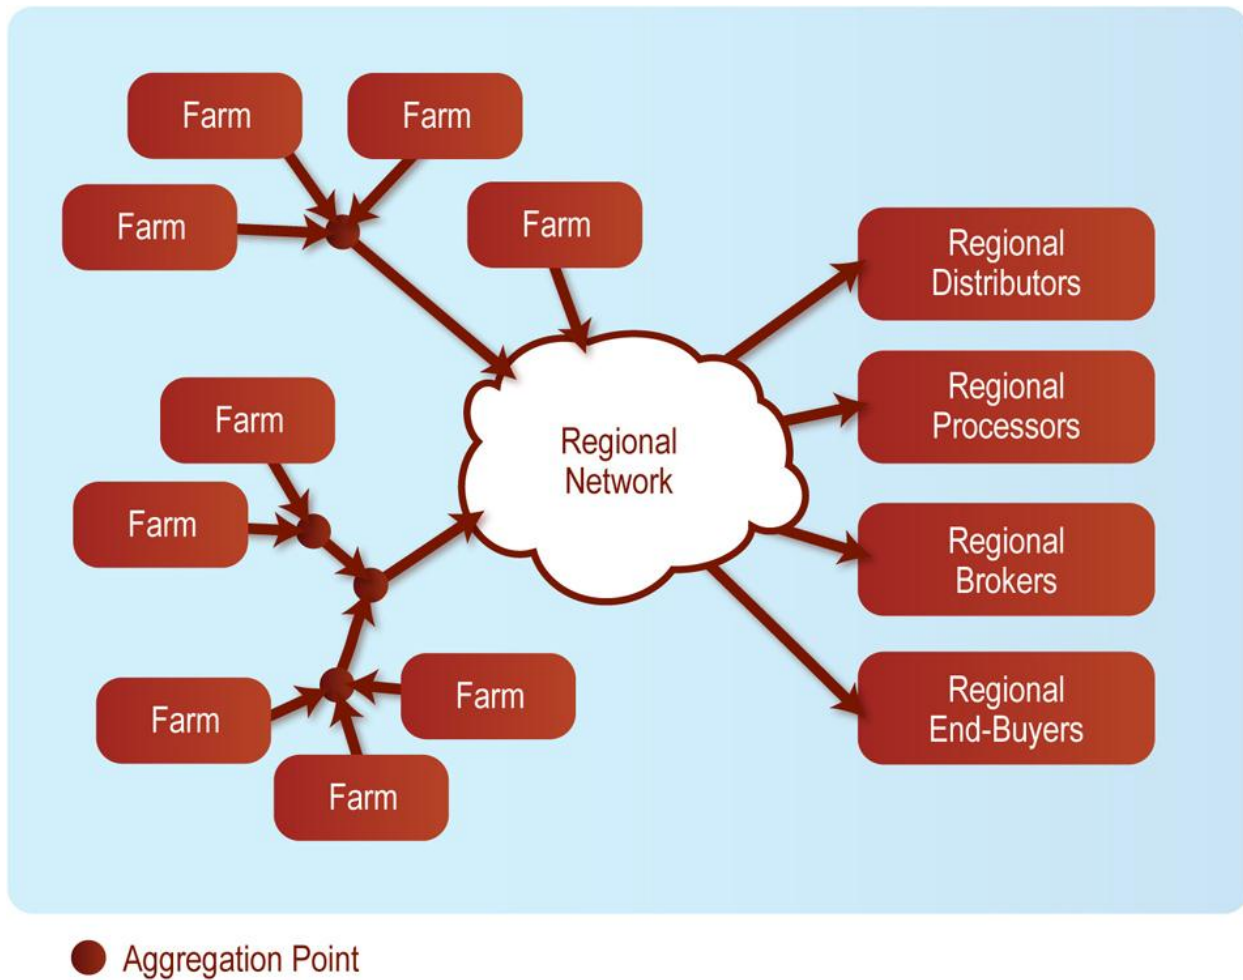 Farm
Farm
Farm
Farm
Regional
Distributors
Regional
Processors
Farm
Regional
Network
Farm
Regional
Brokers
Farm
Farm
Regional
End-Buyers
Farm
Aggregation Point